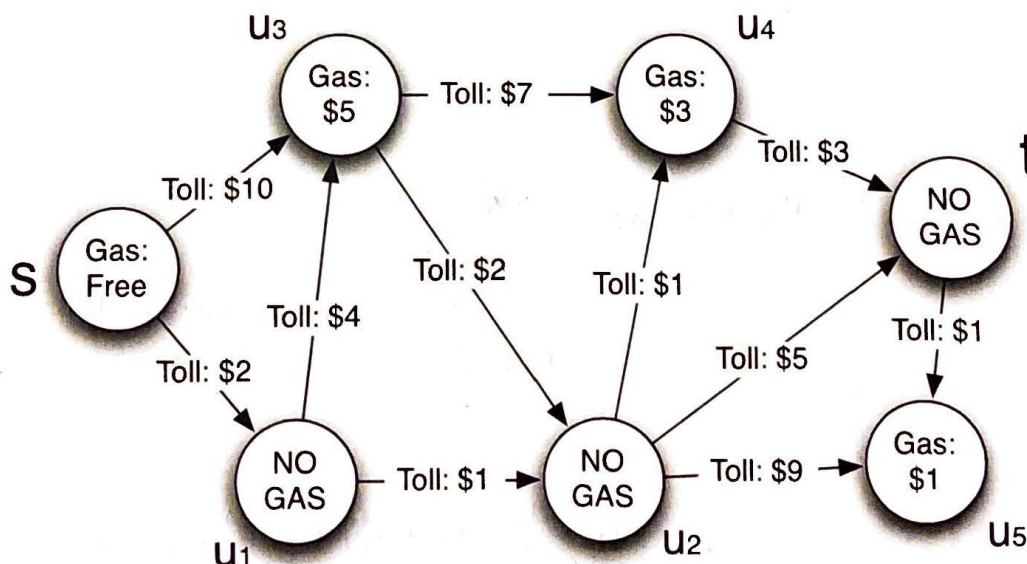 u3
u4
Gas:
$5
Toll: $7
Gas:
$3
Toll: $3
t
Toll: $10
NO
GAS
Gas:
Free
s
Toll: $2
Toll: $1
Toll: $4
Toll: $1
Toll: $2
Toll: $5
NO
GAS
Toll: $1
NO
GAS
Toll: $9
Gas:
$1
u1
u2
u5